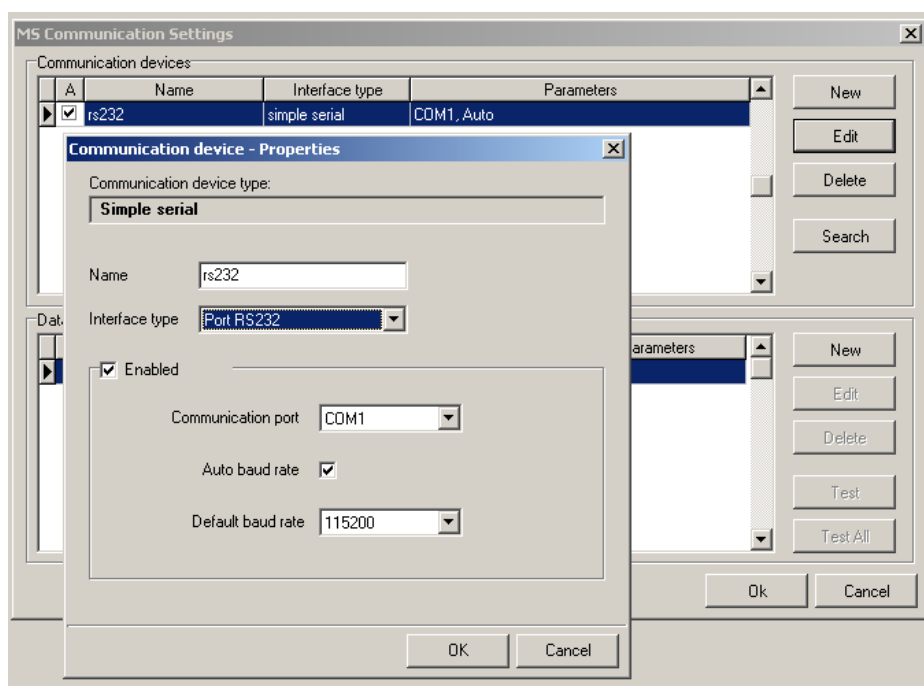 MS Communication Settings
Communication devices
A Name Interface type Parameters
rs232 simple serial COM1, Auto
New
Edit
Delete
Search
Communication device - Properties
Communication device type:
Simple serial
Name rs232
Interface type Port RS232
Enabled
Communication port COM1
Auto baud rate
Default baud rate 115200
OK Cancel
Dat
arameters
New
Edit
Delete
Test
Test All
Ok Cancel